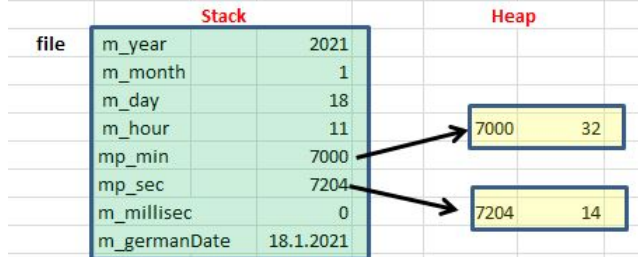 Stack Heap
file m_year 2021
m_month 1
m_day 18
m_hour 11 7000 32
mp_min 7000
mp_sec 7204
m_millisec 0 7204 14
m_germanDate 18.1.2021